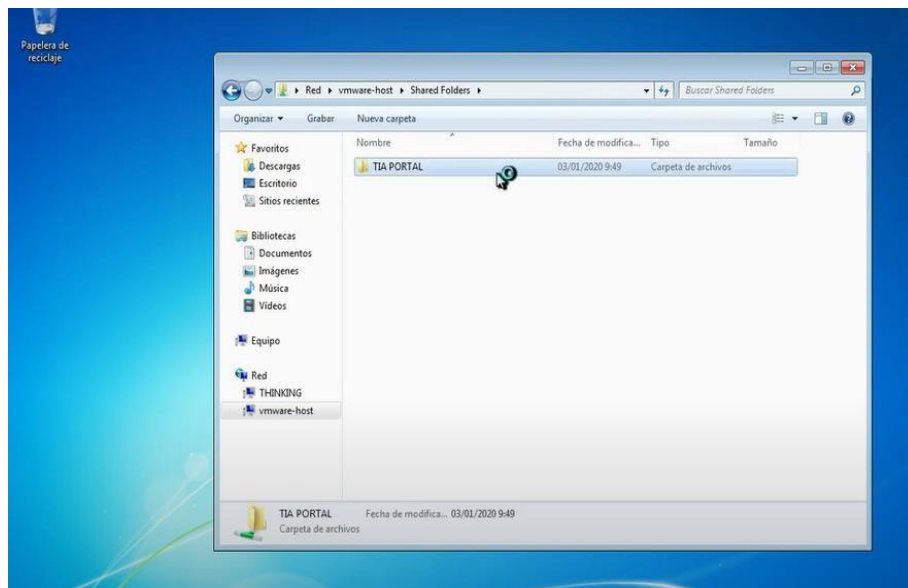 Papelera de
reciclaje
Red ▸ vmware-host ▸ Shared Folders ▸
Buscar Shared Folders
Organizar Grabar Nueva carpeta
Nombre Fecha de modifica... Tipo Tamaño
Favoritos
Descargas
Escritorio
Sitios recientes
Bibliotecas
Documentos
Imágenes
Música
Vídeos
Equipo
Red
THINKING
vmware-host
TIA PORTAL 03/01/2020 9:49 Carpeta de archivos
TIA PORTAL Fecha de modifica... 03/01/2020 9:49
Carpeta de archivos